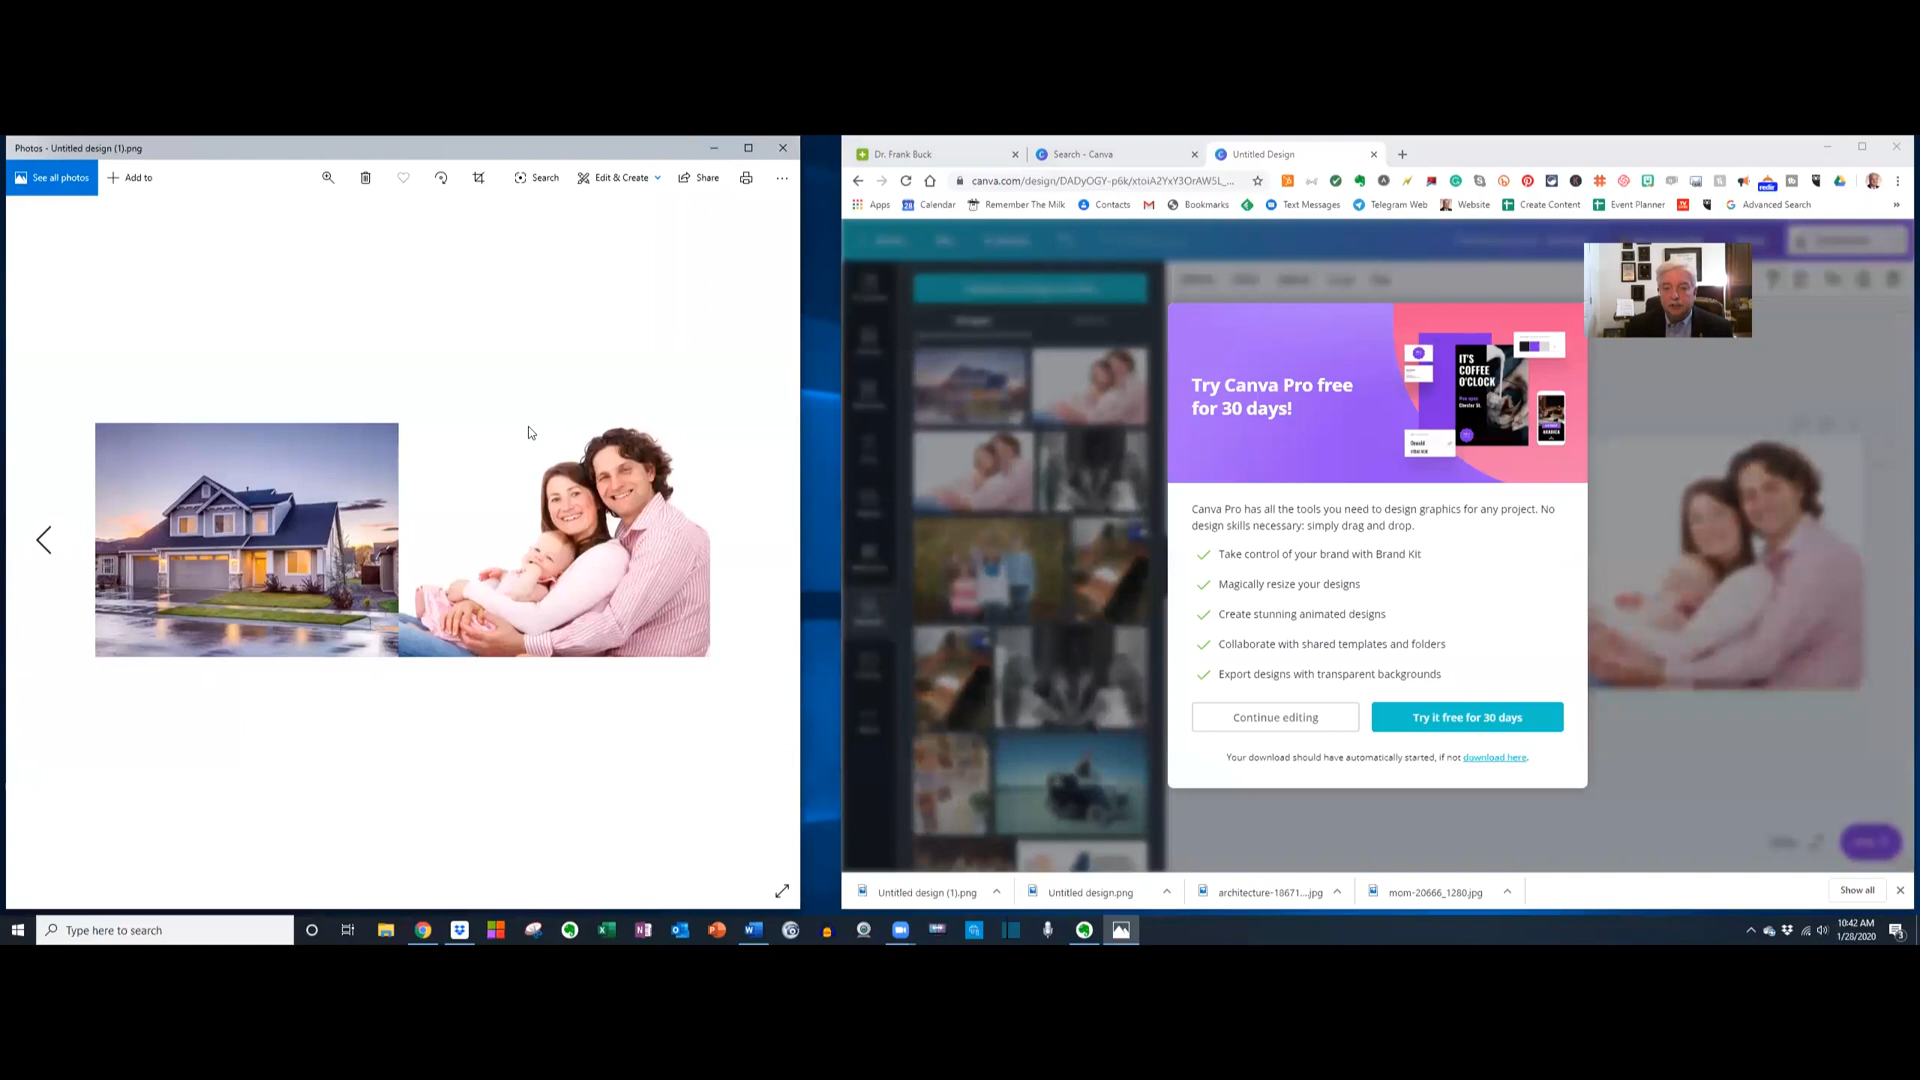 Photos - Untitled design (1).png
See all photos
Add to
Search
Edit & Create
Share
Dr. Frank Buck
Search - Canva
Untitled Design
canva.com/design/DADyOGY-p6k/xtoiA2YxY3OrAW5L_...
Apps
Calendar
Remember The Milk
Contacts
Bookmarks
Text Messages
Telegram Web
Website
Create Content
Event Planner
Advanced Search
Try Canva Pro free
for 30 days!
IT'S
COFFEE
O'CLOCK
Canva Pro has all the tools you need to design graphics for any project. No
design skills necessary: simply drag and drop.
Take control of your brand with Brand Kit
Magically resize your designs
Create stunning animated designs
Collaborate with shared templates and folders
Export designs with transparent backgrounds
Continue editing
Try it free for 30 days
Your download should have automatically started, if not download here.
Untitled design (1).png
Untitled design.png
architecture-18671....jpg
mom-20666_1280.jpg
Show all
Type here to search
10:42 AM
1/28/2020